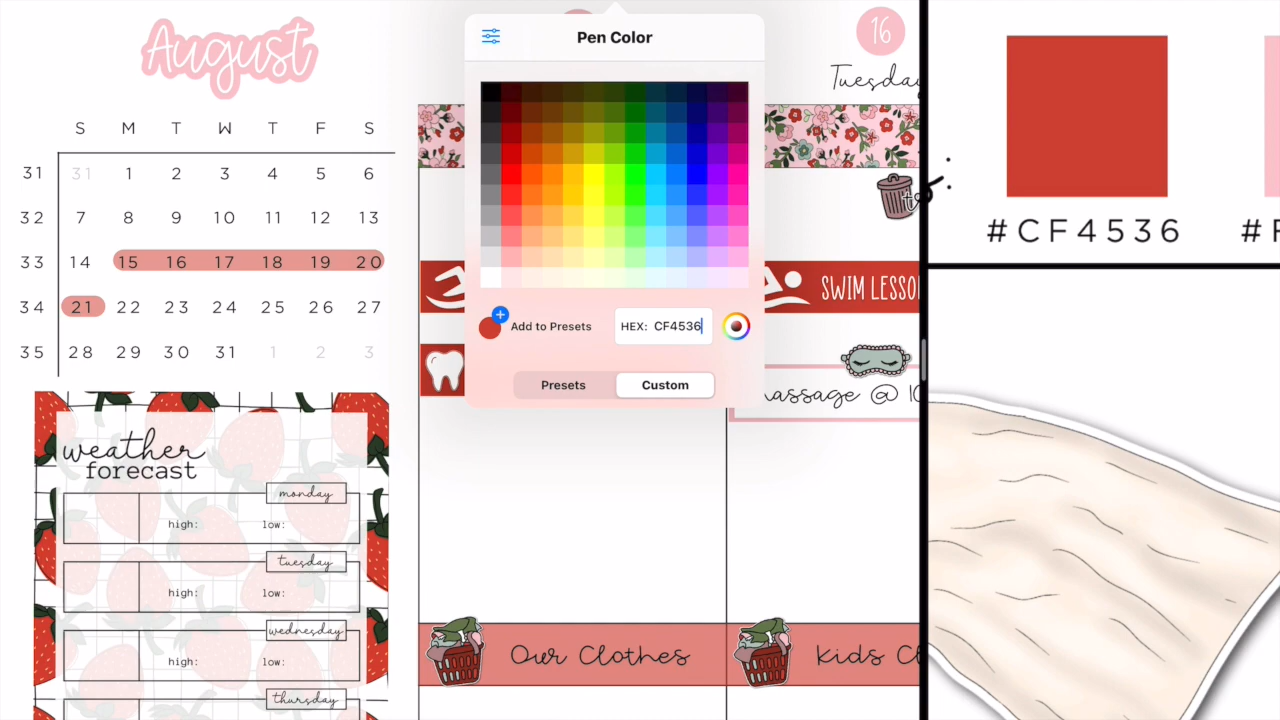 August
S M T W T F S
31 31 1 2 3 4 5 6
32 7 8 9 10 11 12 13
33 14 15 16 17 18 19 20
34 21 22 23 24 25 26 27
35 28 29 30 31 1 2 3
weather
forecast
monday
high: low:
tuesday
high: low:
wednesday
high: low:
thursday
Pen Color
Add to Presets
HEX: CF4536
Presets Custom
16
Tuesday
SWIM LESSO
massage @ 10
Our Clothes
Kids Cl
#CF4536
#F